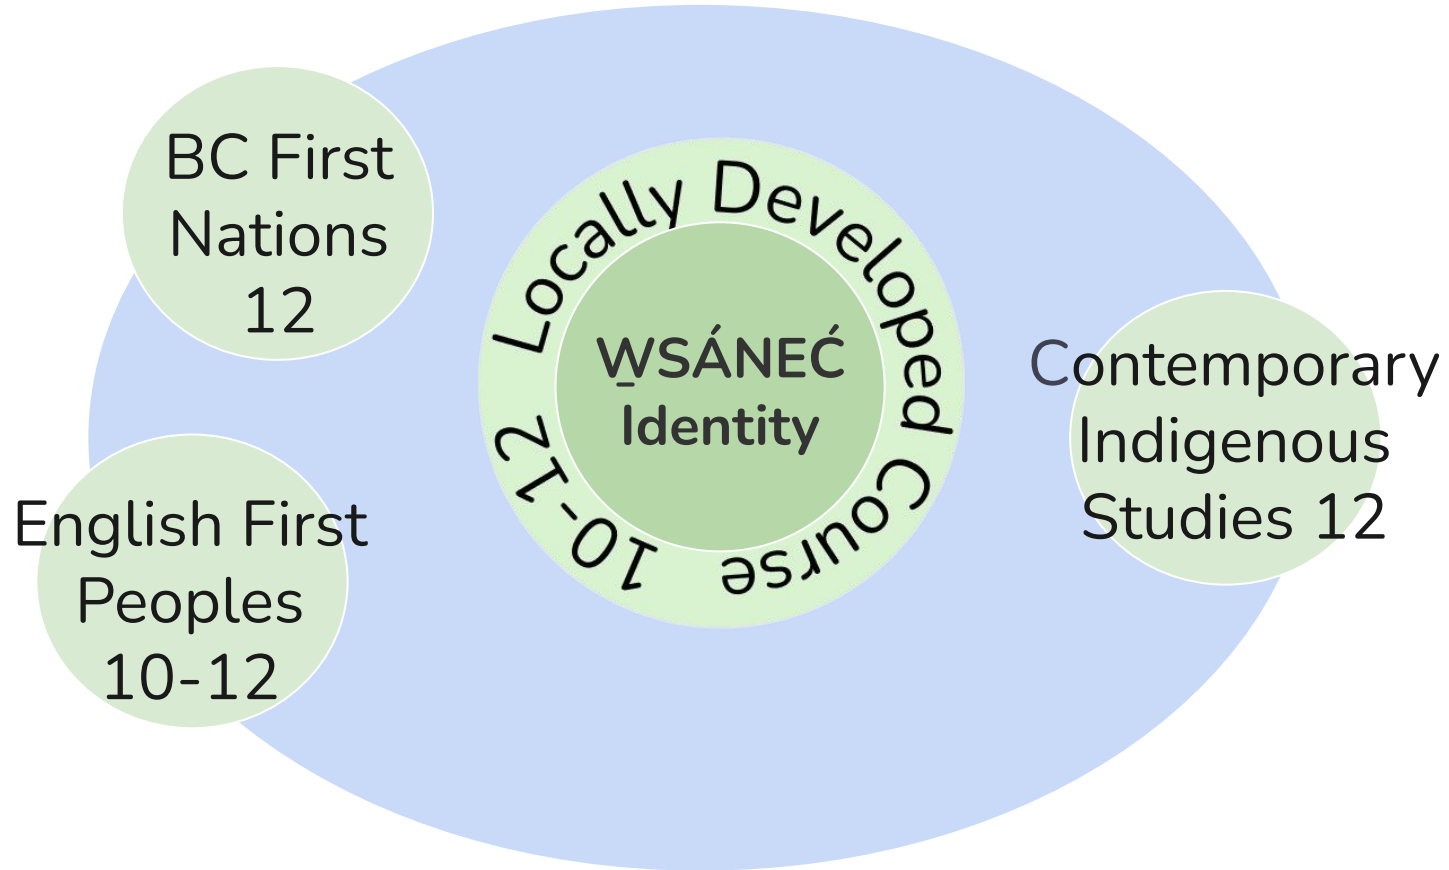 BC First
Nations
12
Locally Developed Course 10-12
W̱SÁNEĆ
Identity
Contemporary
Indigenous
Studies 12
English First
Peoples
10-12